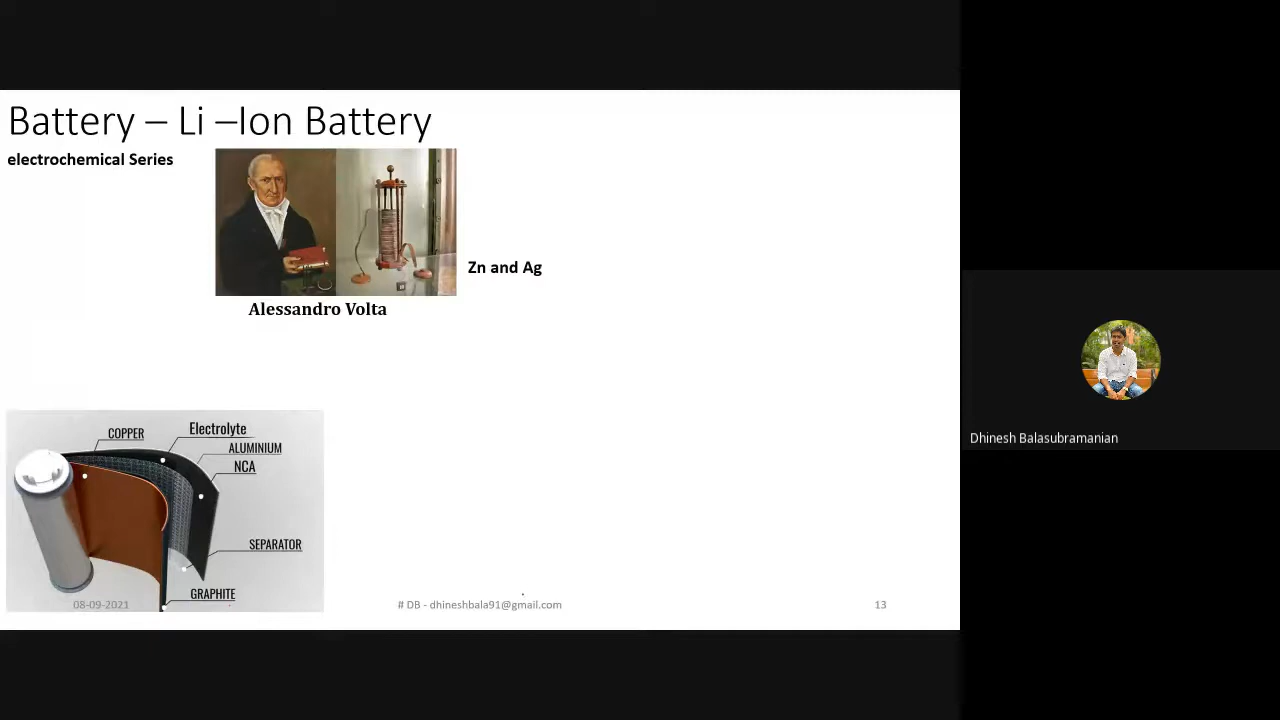 Battery – Li –Ion Battery
electrochemical Series
Zn and Ag
Alessandro Volta
COPPER
Electrolyte
ALUMINIUM
NCA
SEPARATOR
GRAPHITE
08-09-2021
# DB - dhineshbala91@gmail.com
13
Dhinesh Balasubramanian